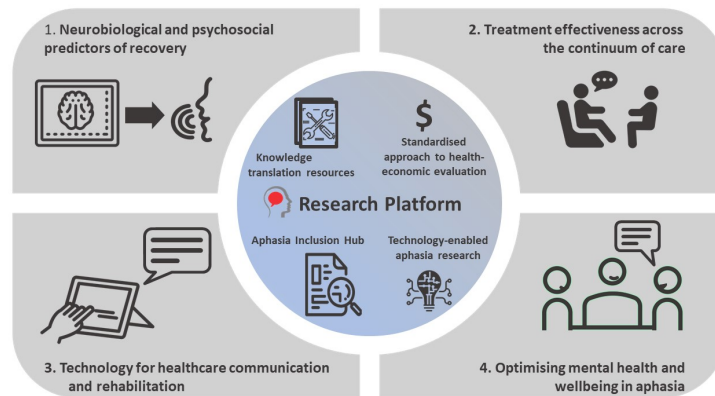 1. Neurobiological and psychosocial
predictors of recovery
2. Treatment effectiveness across
the continuum of care
Knowledge
translation resources
$
Standardised
approach to health-
economic evaluation
Research Platform
Aphasia Inclusion Hub
Technology-enabled
aphasia research
3. Technology for healthcare communication
and rehabilitation
4. Optimising mental health and
wellbeing in aphasia